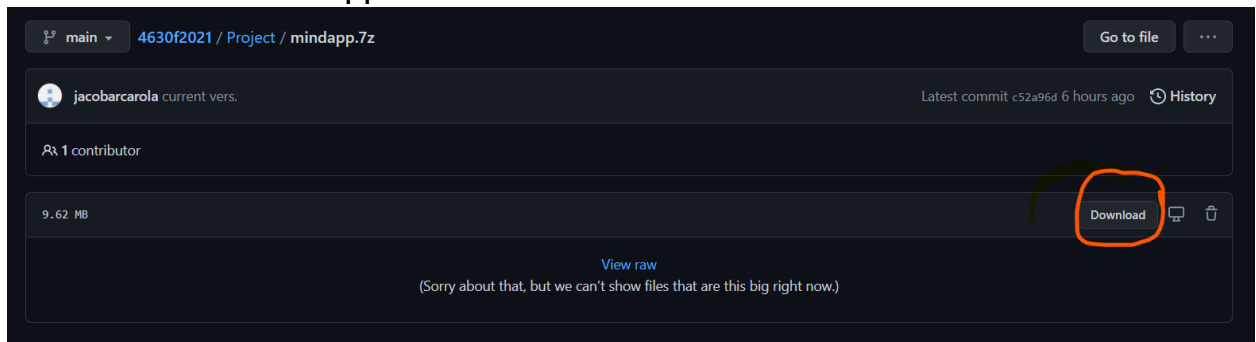 main
4630f2021 / Project / mindapp.7z
Go to file
...
jacobarcarola current vers.
Latest commit c52a96d 6 hours ago
History
1 contributor
9.62 MB
Download
View raw
(Sorry about that, but we can't show files that are this big right now.)